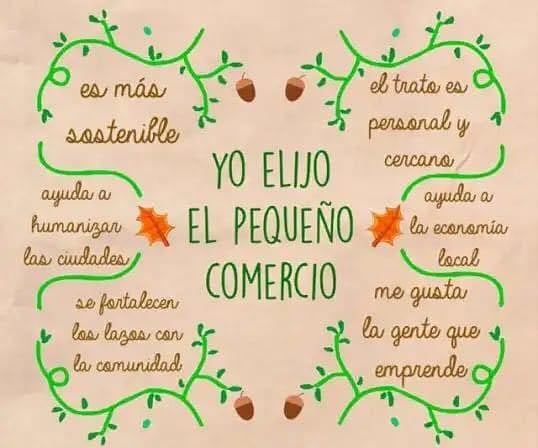 es más
sostenible
ayuda a
humanizar
las ciudades
se fortalecen
los lazos con
la comunidad
YO ELIJO
EL PEQUEÑO
COMERCIO
el trato es
personal y
cercano
ayuda a
la economía
local
me gusta
la gente que
emprende